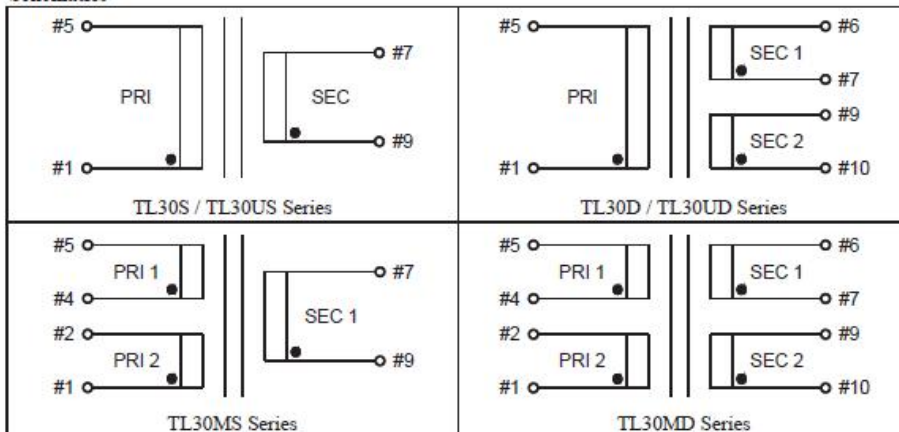 Schematics
#5
PRI
#1
#7
SEC
#9
TL30S / TL30US Series
#5
PRI
#1
#6
SEC 1
#7
#9
SEC 2
#10
TL30D / TL30UD Series
#5
PRI 1
#4
#2
PRI 2
#1
#7
SEC 1
#9
TL30MS Series
#5
PRI 1
#4
#2
PRI 2
#1
#6
SEC 1
#7
#9
SEC 2
#10
TL30MD Series